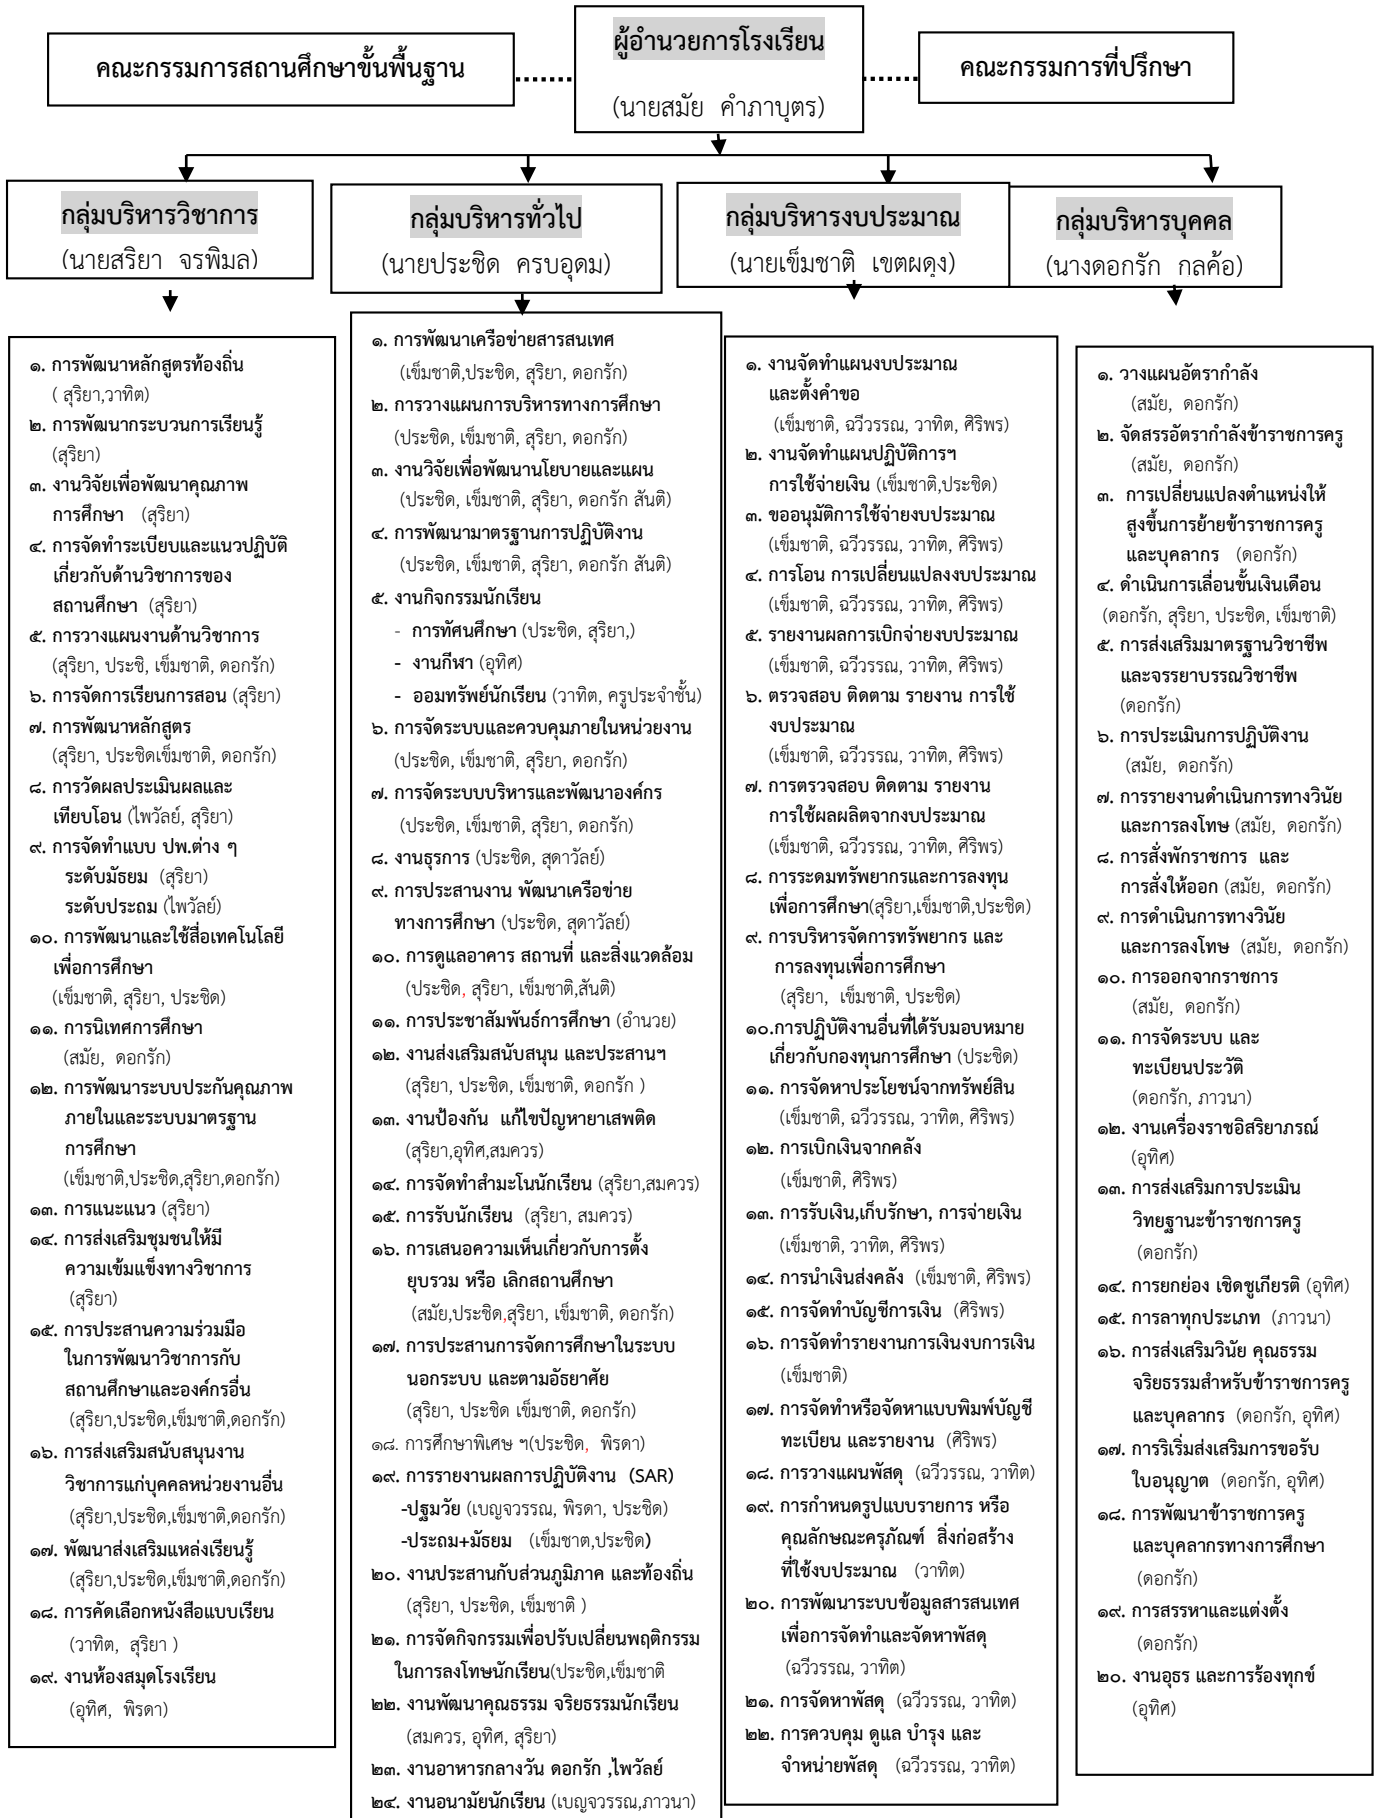 ผู้อำนวยการโรงเรียน
(นายสมัย คำภาบุตร)
คณะกรรมการสถานศึกษาขั้นพื้นฐาน
คณะกรรมการที่ปรึกษา
กลุ่มบริหารวิชาการ
(นายสริยา จรพิมล)
กลุ่มบริหารทั่วไป
(นายประชิด ครบอุดม)
กลุ่มบริหารงบประมาณ
(นายเข็มชาติ เขตผดุง)
กลุ่มบริหารบุคคล
(นางดอกรัก กลค้อ)
๑. การพัฒนาหลักสูตรท้องถิ่น
( สุริยา,วาทิต)
๒. การพัฒนากระบวนการเรียนรู้
(สุริยา)
๓. งานวิจัยเพื่อพัฒนาคุณภาพ
การศึกษา (สุริยา)
๔. การจัดทำระเบียบและแนวปฏิบัติ
เกี่ยวกับด้านวิชาการของ
สถานศึกษา (สุริยา)
๕. การวางแผนงานด้านวิชาการ
(สุริยา, ประชิ, เข็มชาติ, ดอกรัก)
๖. การจัดการเรียนการสอน (สุริยา)
๗. การพัฒนาหลักสูตร
(สุริยา, ประชิดเข็มชาติ, ดอกรัก)
๘. การวัดผลประเมินผลและ
เทียบโอน (ไพวัลย์, สุริยา)
๙. การจัดทำแบบ ปพ.ต่าง ๆ
ระดับมัธยม (สุริยา)
ระดับประถม (ไพวัลย์)
๑๐. การพัฒนาและใช้สื่อเทคโนโลยี
เพื่อการศึกษา
(เข็มชาติ, สุริยา, ประชิด)
๑๑. การนิเทศการศึกษา
(สมัย, ดอกรัก)
๑๒. การพัฒนาระบบประกันคุณภาพ
ภายในและระบบมาตรฐาน
การศึกษา
(เข็มชาติ,ประชิด,สุริยา,ดอกรัก)
๑๓. การแนะแนว (สุริยา)
๑๔. การส่งเสริมชุมชนให้มี
ความเข้มแข็งทางวิชาการ
(สุริยา)
๑๕. การประสานความร่วมมือ
ในการพัฒนาวิชาการกับ
สถานศึกษาและองค์กรอื่น
(สุริยา,ประชิด,เข็มชาติ,ดอกรัก)
๑๖. การส่งเสริมสนับสนุนงาน
วิชาการแก่บุคคลหน่วยงานอื่น
(สุริยา,ประชิด,เข็มชาติ,ดอกรัก)
๑๗. พัฒนาส่งเสริมแหล่งเรียนรู้
(สุริยา,ประชิด,เข็มชาติ,ดอกรัก)
๑๘. การคัดเลือกหนังสือแบบเรียน
(วาทิต, สุริยา )
๑๙. งานห้องสมุดโรงเรียน
(อุทิศ, พิรดา)
๑. การพัฒนาเครือข่ายสารสนเทศ
(เข็มชาติ,ประชิด, สุริยา, ดอกรัก)
๒. การวางแผนการบริหารทางการศึกษา
(ประชิด, เข็มชาติ, สุริยา, ดอกรัก)
๓. งานวิจัยเพื่อพัฒนานโยบายและแผน
(ประชิด, เข็มชาติ, สุริยา, ดอกรัก สันติ)
๔. การพัฒนามาตรฐานการปฏิบัติงาน
(ประชิด, เข็มชาติ, สุริยา, ดอกรัก สันติ)
๕. งานกิจกรรมนักเรียน
- การทัศนศึกษา (ประชิด, สุริยา,)
- งานกีฬา (อุทิศ)
- ออมทรัพย์นักเรียน (วาทิต, ครูประจำชั้น)
๖. การจัดระบบและควบคุมภายในหน่วยงาน
(ประชิด, เข็มชาติ, สุริยา, ดอกรัก)
๗. การจัดระบบบริหารและพัฒนาองค์กร
(ประชิด, เข็มชาติ, สุริยา, ดอกรัก)
๘. งานธุรการ (ประชิด, สุดาวัลย์)
๙. การประสานงาน พัฒนาเครือข่าย
ทางการศึกษา (ประชิด, สุดาวัลย์)
๑๐. การดูแลอาคาร สถานที่ และสิ่งแวดล้อม
(ประชิด, สุริยา, เข็มชาติ,สันติ)
๑๑. การประชาสัมพันธ์การศึกษา (อำนวย)
๑๒. งานส่งเสริมสนับสนุน และประสานฯ
(สุริยา, ประชิด, เข็มชาติ, ดอกรัก )
๑๓. งานป้องกัน แก้ไขปัญหายาเสพติด
(สุริยา,อุทิศ,สมควร)
๑๔. การจัดทำสำมะโนนักเรียน (สุริยา,สมควร)
๑๕. การรับนักเรียน (สุริยา, สมควร)
๑๖. การเสนอความเห็นเกี่ยวกับการตั้ง
ยุบรวม หรือ เลิกสถานศึกษา
(สมัย,ประชิด,สุริยา, เข็มชาติ, ดอกรัก)
๑๗. การประสานการจัดการศึกษาในระบบ
นอกระบบ และตามอัธยาศัย
(สุริยา, ประชิด เข็มชาติ, ดอกรัก)
๑๘. การศึกษาพิเศษ ฯ(ประชิด, พิรดา)
๑๙. การรายงานผลการปฏิบัติงาน (SAR)
-ปฐมวัย (เบญจวรรณ, พิรดา, ประชิด)
-ประถม+มัธยม (เข็มชาต,ประชิด)
๒๐. งานประสานกับส่วนภูมิภาค และท้องถิ่น
(สุริยา, ประชิด, เข็มชาติ )
๒๑. การจัดกิจกรรมเพื่อปรับเปลี่ยนพฤติกรรม
ในการลงโทษนักเรียน(ประชิด,เข็มชาติ
๒๒. งานพัฒนาคุณธรรม จริยธรรมนักเรียน
(สมควร, อุทิศ, สุริยา)
๒๓. งานอาหารกลางวัน ดอกรัก ,ไพวัลย์
๒๔. งานอนามัยนักเรียน (เบญจวรรณ,ภาวนา)
๑. งานจัดทำแผนงบประมาณ
และตั้งคำขอ
(เข็มชาติ, ฉวีวรรณ, วาทิต, ศิริพร)
๒. งานจัดทำแผนปฏิบัติการฯ
การใช้จ่ายเงิน (เข็มชาติ,ประชิด)
๓. ขออนุมัติการใช้จ่ายงบประมาณ
(เข็มชาติ, ฉวีวรรณ, วาทิต, ศิริพร)
๔. การโอน การเปลี่ยนแปลงงบประมาณ
(เข็มชาติ, ฉวีวรรณ, วาทิต, ศิริพร)
๕. รายงานผลการเบิกจ่ายงบประมาณ
(เข็มชาติ, ฉวีวรรณ, วาทิต, ศิริพร)
๖. ตรวจสอบ ติดตาม รายงาน การใช้
งบประมาณ
(เข็มชาติ, ฉวีวรรณ, วาทิต, ศิริพร)
๗. การตรวจสอบ ติดตาม รายงาน
การใช้ผลผลิตจากงบประมาณ
(เข็มชาติ, ฉวีวรรณ, วาทิต, ศิริพร)
๘. การระดมทรัพยากรและการลงทุน
เพื่อการศึกษา(สุริยา,เข็มชาติ,ประชิด)
๙. การบริหารจัดการทรัพยากร และ
การลงทุนเพื่อการศึกษา
(สุริยา, เข็มชาติ, ประชิด)
๑๐.การปฏิบัติงานอื่นที่ได้รับมอบหมาย
เกี่ยวกับกองทุนการศึกษา (ประชิด)
๑๑. การจัดหาประโยชน์จากทรัพย์สิน
(เข็มชาติ, ฉวีวรรณ, วาทิต, ศิริพร)
๑๒. การเบิกเงินจากคลัง
(เข็มชาติ, ศิริพร)
๑๓. การรับเงิน,เก็บรักษา, การจ่ายเงิน
(เข็มชาติ, วาทิต, ศิริพร)
๑๔. การนำเงินส่งคลัง (เข็มชาติ, ศิริพร)
๑๕. การจัดทำบัญชีการเงิน (ศิริพร)
๑๖. การจัดทำรายงานการเงินงบการเงิน
(เข็มชาติ)
๑๗. การจัดทำหรือจัดหาแบบพิมพ์บัญชี
ทะเบียน และรายงาน (ศิริพร)
๑๘. การวางแผนพัสดุ (ฉวีวรรณ, วาทิต)
๑๙. การกำหนดรูปแบบรายการ หรือ
คุณลักษณะครุภัณฑ์ สิ่งก่อสร้าง
ที่ใช้งบประมาณ (วาทิต)
๒๐. การพัฒนาระบบข้อมูลสารสนเทศ
เพื่อการจัดทำและจัดหาพัสดุ
(ฉวีวรรณ, วาทิต)
๒๑. การจัดหาพัสดุ (ฉวีวรรณ, วาทิต)
๒๒. การควบคุม ดูแล บำรุง และ
จำหน่ายพัสดุ (ฉวีวรรณ, วาทิต)
๑. วางแผนอัตรากำลัง
(สมัย, ดอกรัก)
๒. จัดสรรอัตรากำลังข้าราชการครู
(สมัย, ดอกรัก)
๓. การเปลี่ยนแปลงตำแหน่งให้
สูงขึ้นการย้ายข้าราชการครู
และบุคลากร (ดอกรัก)
๔. ดำเนินการเลื่อนขั้นเงินเดือน
(ดอกรัก, สุริยา, ประชิด, เข็มชาติ)
๕. การส่งเสริมมาตรฐานวิชาชีพ
และจรรยาบรรณวิชาชีพ
(ดอกรัก)
๖. การประเมินการปฏิบัติงาน
(สมัย, ดอกรัก)
๗. การรายงานดำเนินการทางวินัย
และการลงโทษ (สมัย, ดอกรัก)
๘. การสั่งพักราชการ และ
การสั่งให้ออก (สมัย, ดอกรัก)
๙. การดำเนินการทางวินัย
และการลงโทษ (สมัย, ดอกรัก)
๑๐. การออกจากราชการ
(สมัย, ดอกรัก)
๑๑. การจัดระบบ และ
ทะเบียนประวัติ
(ดอกรัก, ภาวนา)
๑๒. งานเครื่องราชอิสริยาภรณ์
(อุทิศ)
๑๓. การส่งเสริมการประเมิน
วิทยฐานะข้าราชการครู
(ดอกรัก)
๑๔. การยกย่อง เชิดชูเกียรติ (อุทิศ)
๑๕. การลาทุกประเภท (ภาวนา)
๑๖. การส่งเสริมวินัย คุณธรรม
จริยธรรมสำหรับข้าราชการครู
และบุคลากร (ดอกรัก, อุทิศ)
๑๗. การริเริ่มส่งเสริมการขอรับ
ใบอนุญาต (ดอกรัก, อุทิศ)
๑๘. การพัฒนาข้าราชการครู
และบุคลากรทางการศึกษา
(ดอกรัก)
๑๙. การสรรหาและแต่งตั้ง
(ดอกรัก)
๒๐. งานอุธร และการร้องทุกข์
(อุทิศ)